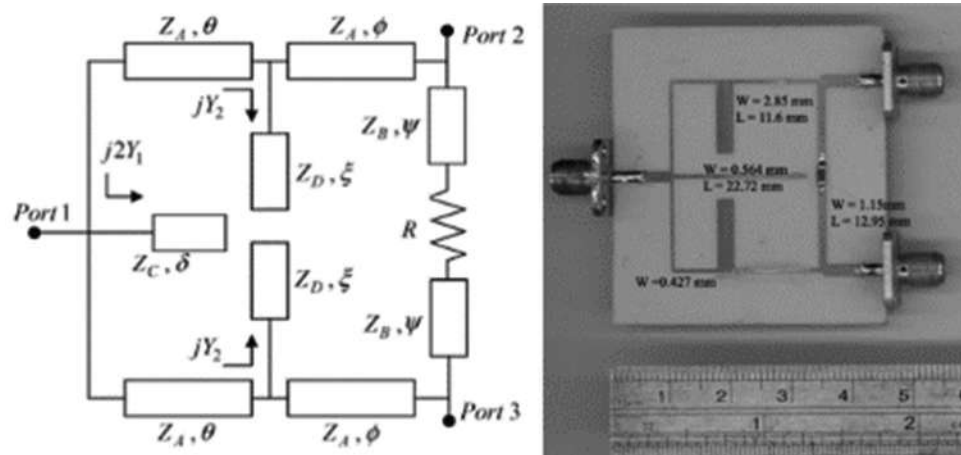 Z_A, θ
Z_A, ϕ
Port 2
jY_2
Z_B, ψ
Z_D, ξ
j2Y_1
Port 1
R
Z_C, δ
Z_D, ξ
Z_B, ψ
jY_2
Port 3
Z_A, θ
Z_A, ϕ
W = 2.85 mm
L = 11.6 mm
W = 0.564 mm
L = 22.72 mm
W = 1.15mm
L = 12.95 mm
W =0.427 mm
1 2 3 4 5 6
1 2